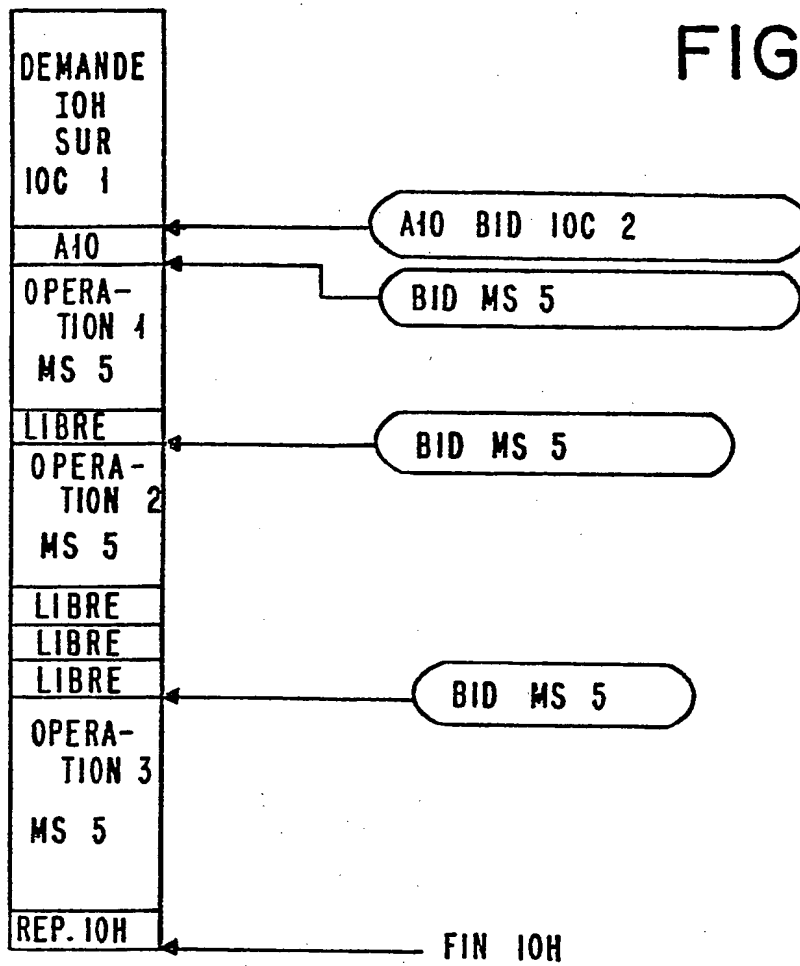 FIG
DEMANDE
IOH
SUR
IOC 1
A10 BID IOC 2
A10
BID MS 5
OPERA-
TION 1
MS 5
LIBRE
BID MS 5
OPERA-
TION 2
MS 5
LIBRE
LIBRE
LIBRE
BID MS 5
OPERA-
TION 3
MS 5
REP. IOH
FIN IOH